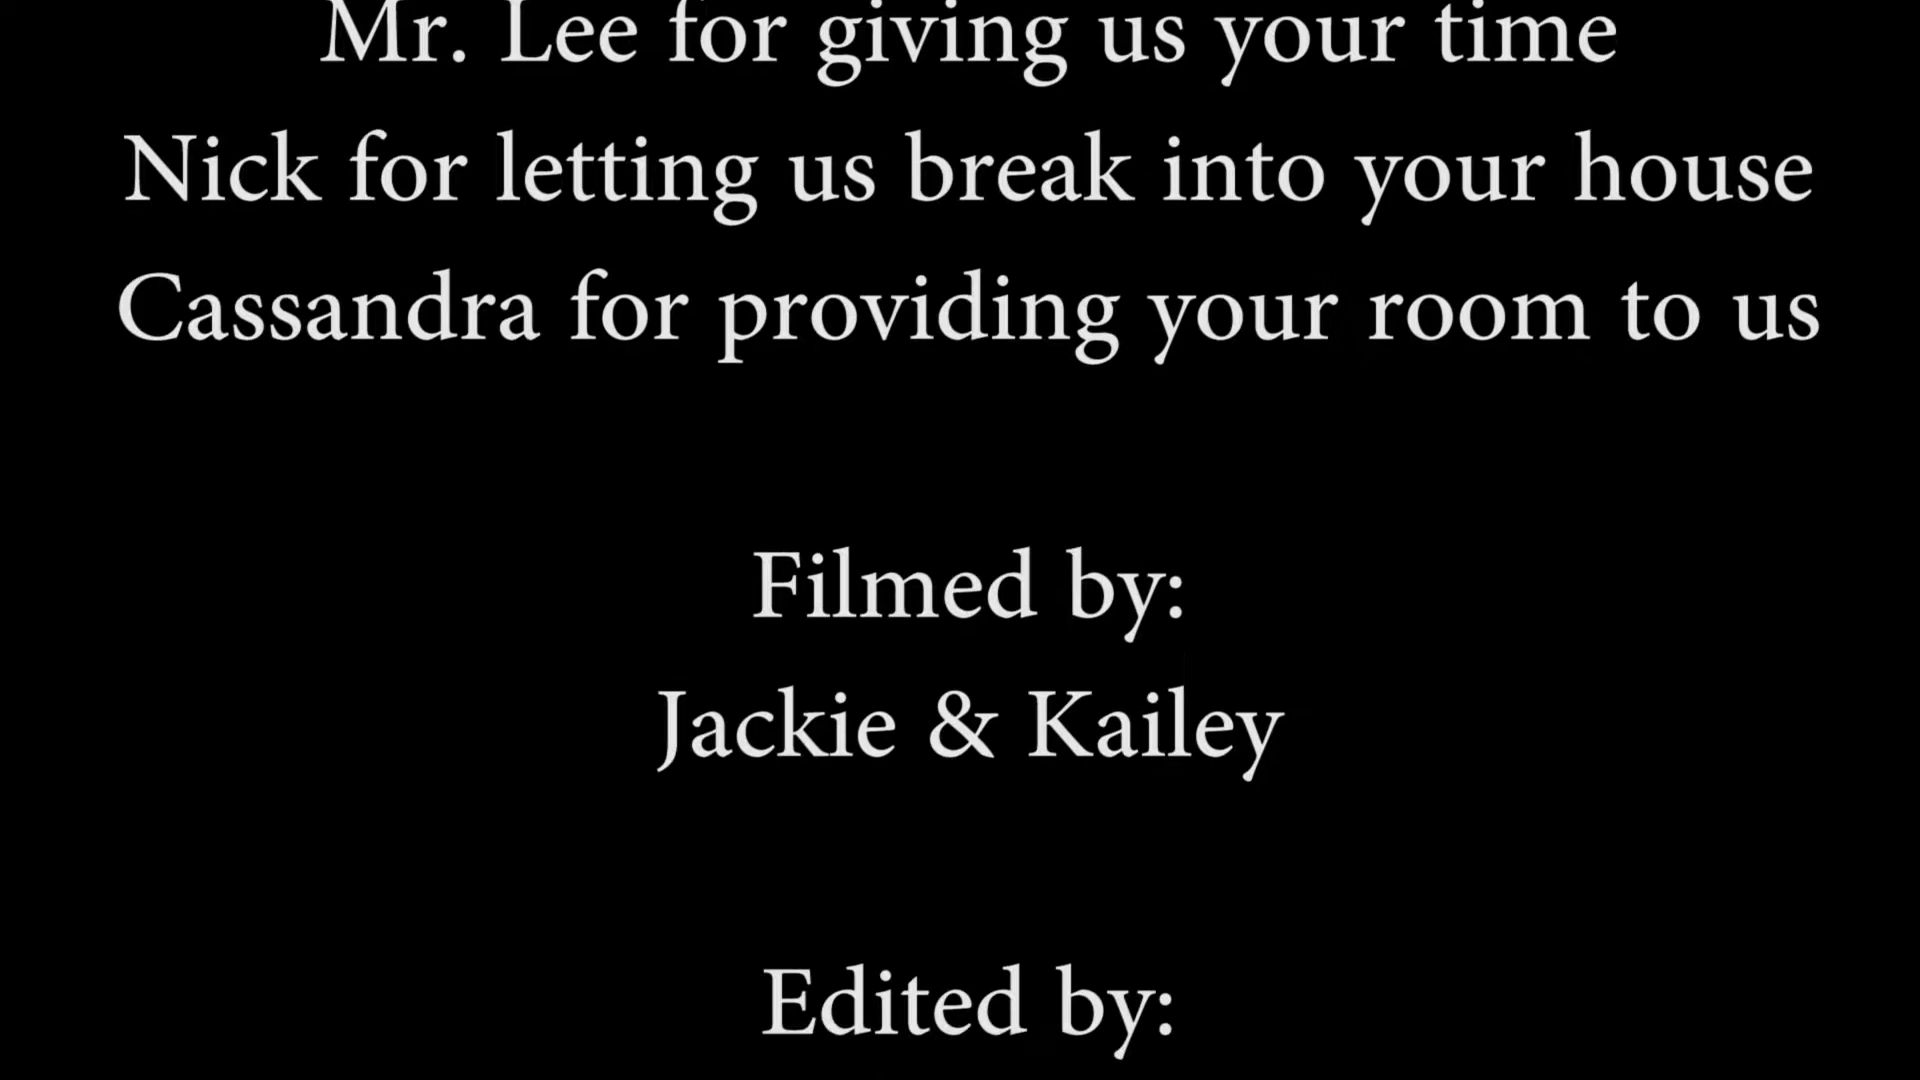 Mr. Lee for giving us your time
Nick for letting us break into your house
Cassandra for providing your room to us
Filmed by:
Jackie & Kailey
Edited by: